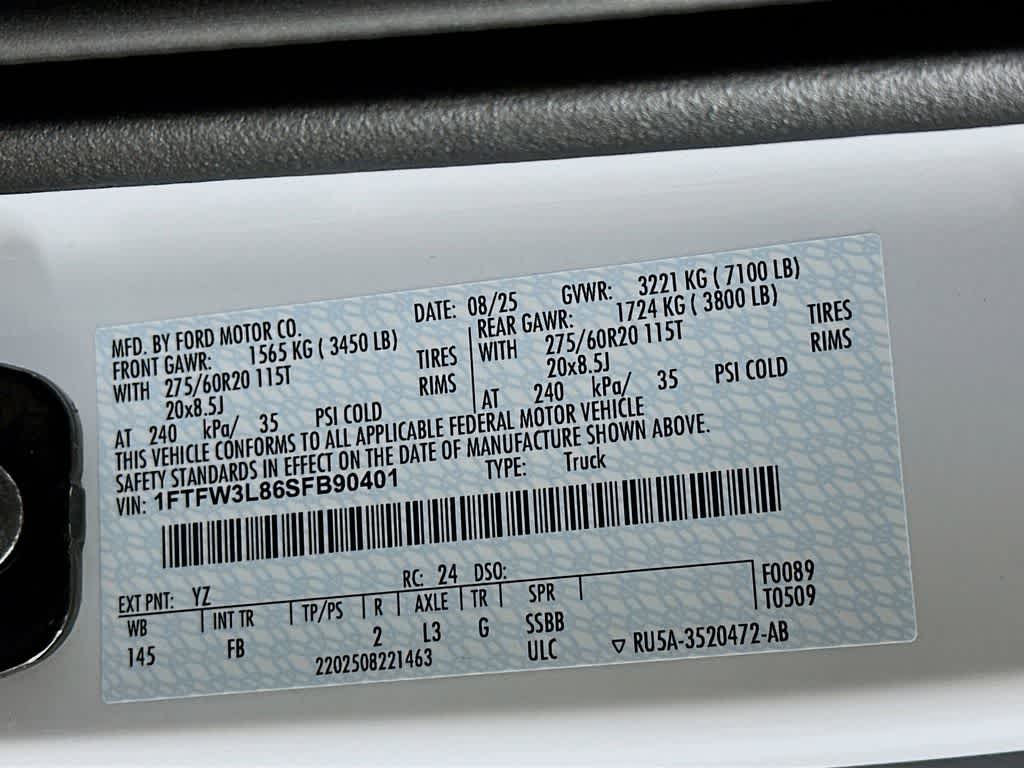 MFD. BY FORD MOTOR CO.
DATE: 08/25 GVWR: 3221 KG ( 7100 LB)
FRONT GAWR: 1565 KG ( 3450 LB)
WITH 275/60R20 115T TIRES
20x8.5J RIMS
AT 240 kPa/ 35 PSI COLD
REAR GAWR: 1724 KG ( 3800 LB)
WITH 275/60R20 115T TIRES
20x8.5J RIMS
AT 240 kPa/ 35 PSI COLD
THIS VEHICLE CONFORMS TO ALL APPLICABLE FEDERAL MOTOR VEHICLE
SAFETY STANDARDS IN EFFECT ON THE DATE OF MANUFACTURE SHOWN ABOVE.
VIN: 1FTFW3L86SFB90401 TYPE: Truck
EXT PNT: YZ RC: 24 DSO:
WB INT TR TP/PS R AXLE TR SPR F0089
145 FB 2 L3 G SSBB T0509
2202508221463 ULC RU5A-3520472-AB